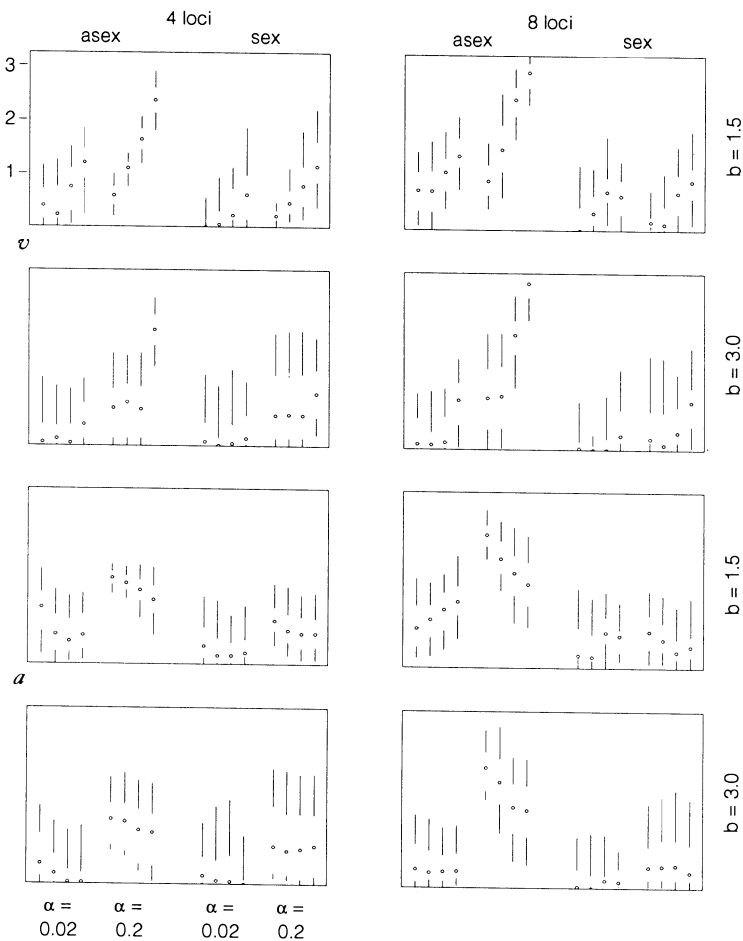 4 loci
8 loci
asex sex
asex sex
3
2
1
b = 1.5
v
b = 3.0
b = 1.5
a
b = 3.0
α = α = α = α =
0.02 0.2 0.02 0.2